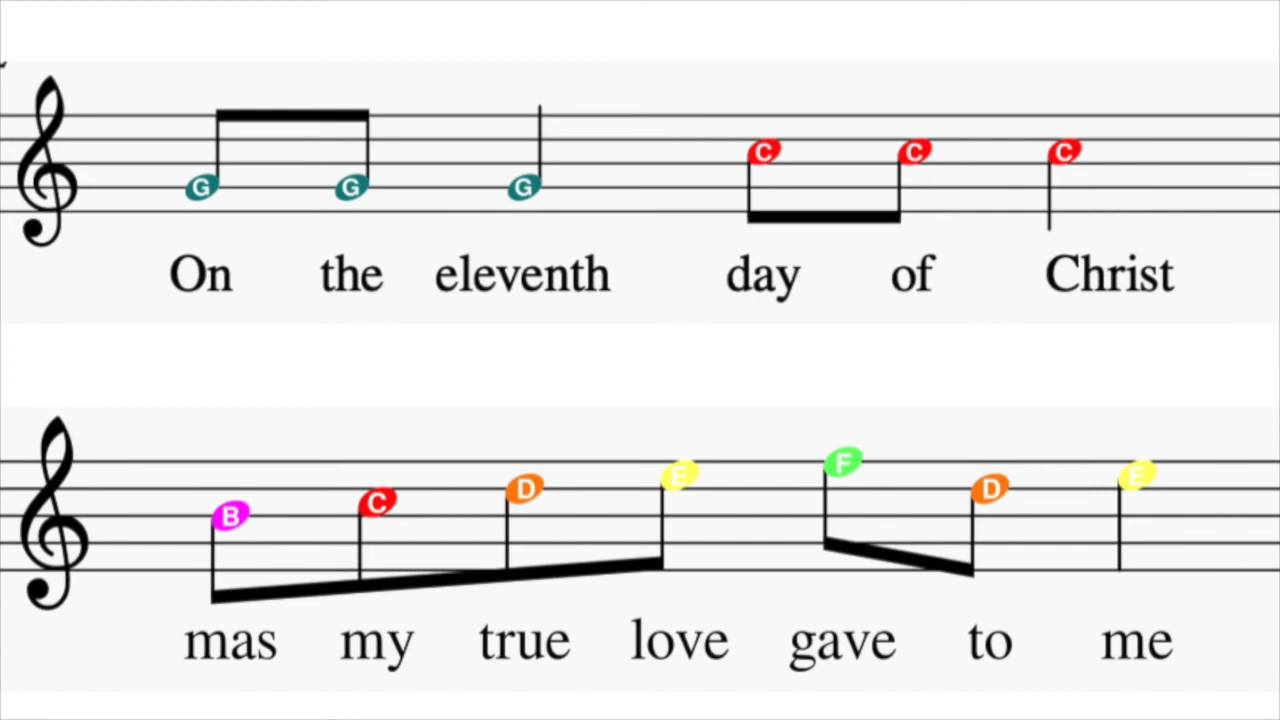 G G G C C C
On the eleventh day of Christ
B C D E F D E
mas my true love gave to me